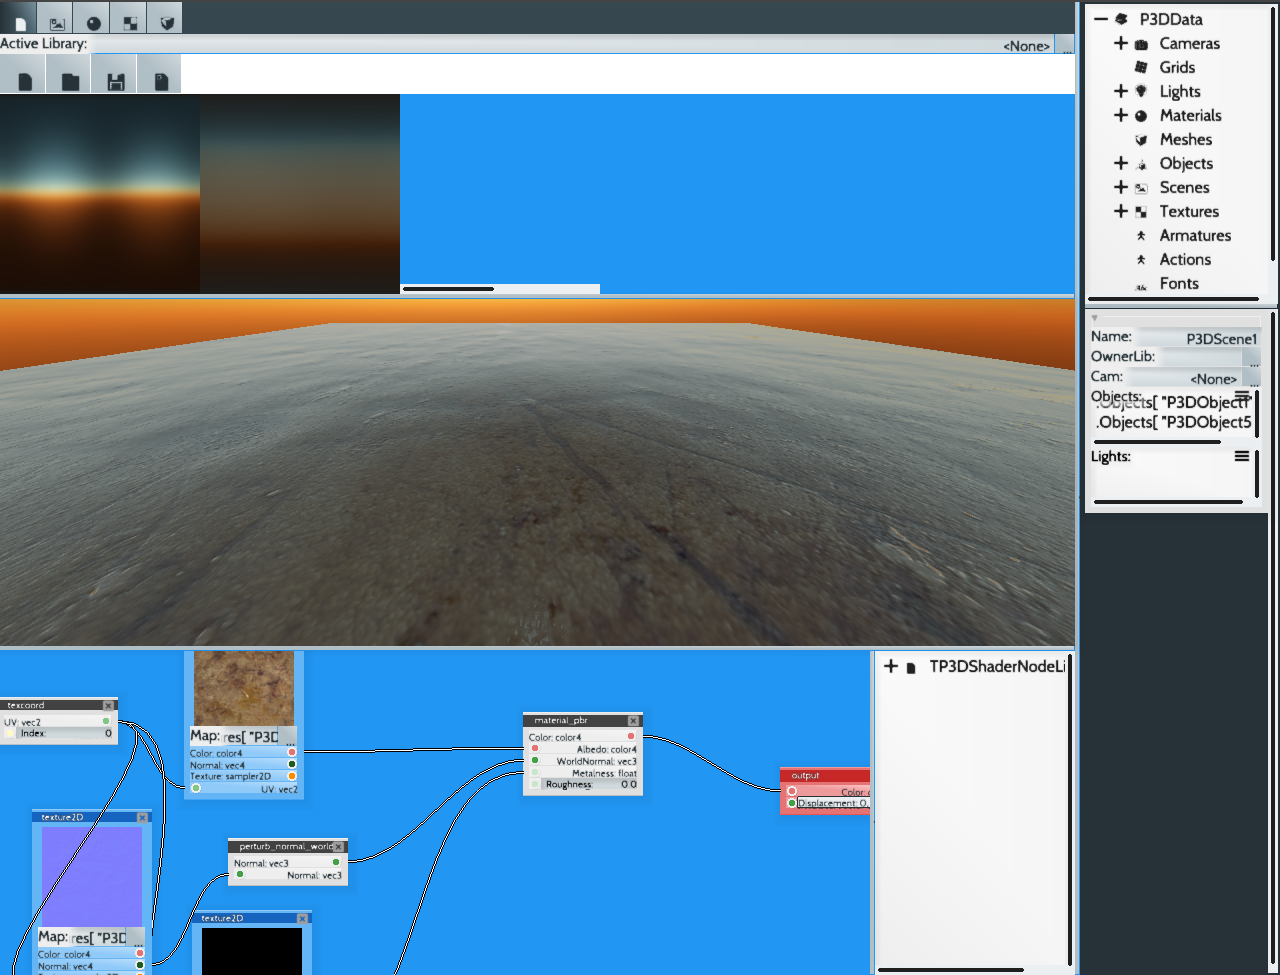 Active Library:
<None>
...
P3DData
Cameras
Grids
Lights
Materials
Meshes
Objects
Scenes
Textures
Armatures
Actions
Fonts
Name:
P3DScene1
OwnerLib:
...
Cam:
<None>
...
Objects:
.Objects[ "P3DObject1
.Objects[ "P3DObject5
Lights:
TP3DShaderNodeLi
texcoord
UV: vec2
Index: 0
Map: res[ "P3D ...
Color: color4
Normal: vec4
Texture: sampler2D
UV: vec2
material_pbr
Color: color4
Albedo: color4
WorldNormal: vec3
Metalness: float
Roughness: 0.0
output
Color:
Displacement: 0.
texture2D
Map: res[ "P3D ...
Color: color4
Normal: vec4
perturb_normal_world
Normal: vec3
Normal: vec3
texture2D